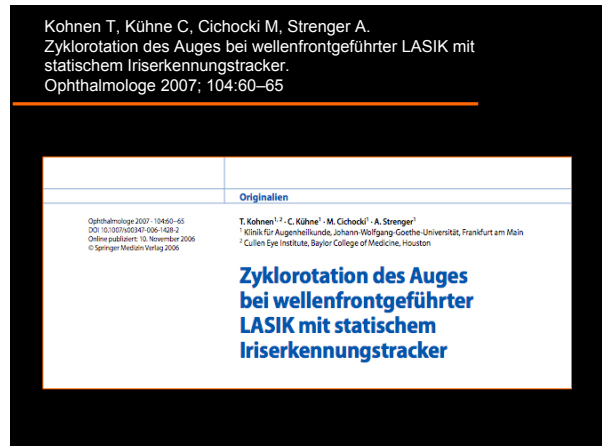 Kohnen T, Kühne C, Cichocki M, Strenger A.
Zyklorotation des Auges bei wellenfrontgeführter LASIK mit
statischem Iriserkennungstracker.
Ophthalmologe 2007; 104:60–65
Originalien
Ophthalmologe 2007 · 104:60–65
DOI 10.1007/s00347-006-1428-2
Online publiziert: 10. November 2006
© Springer Medizin Verlag 2006
T. Kohnen1, 2 · C. Kühne1 · M. Cichocki1 · A. Strenger1
1 Klinik für Augenheilkunde, Johann-Wolfgang-Goethe-Universität, Frankfurt am Main
2 Cullen Eye Institute, Baylor College of Medicine, Houston
Zyklorotation des Auges
bei wellenfrontgeführter
LASIK mit statischem
Iriserkennungstracker